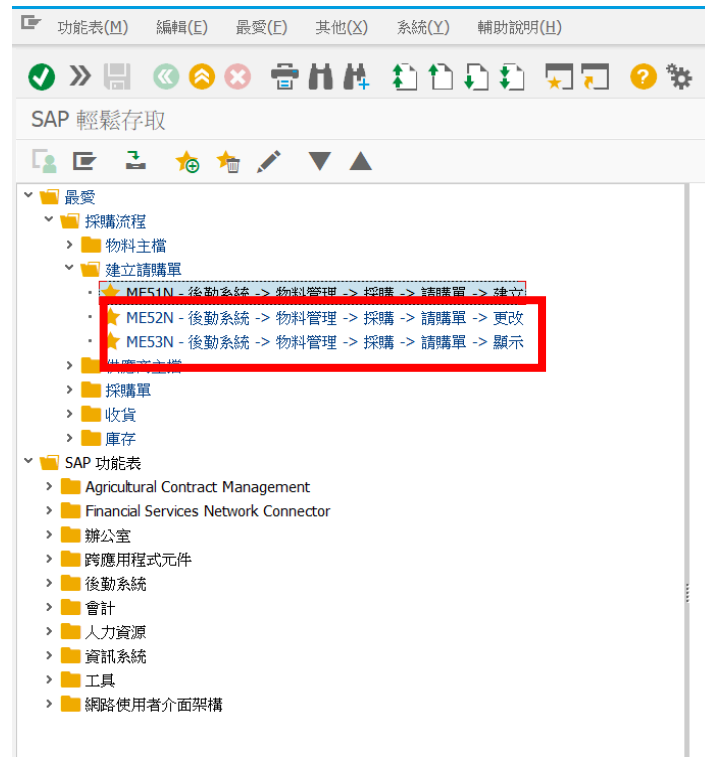 功能表(M) 編輯(E) 最愛(F) 其他(X) 系統(Y) 輔助說明(H)
SAP 輕鬆存取
最愛
採購流程
物料主檔
建立請購單
ME51N - 後勤系統 -> 物料管理 -> 採購 -> 請購單 -> 建立
ME52N - 後勤系統 -> 物料管理 -> 採購 -> 請購單 -> 更改
ME53N - 後勤系統 -> 物料管理 -> 採購 -> 請購單 -> 顯示
供應商主檔
採購單
收貨
庫存
SAP 功能表
Agricultural Contract Management
Financial Services Network Connector
辦公室
跨應用程式元件
後勤系統
會計
人力資源
資訊系統
工具
網路使用者介面架構